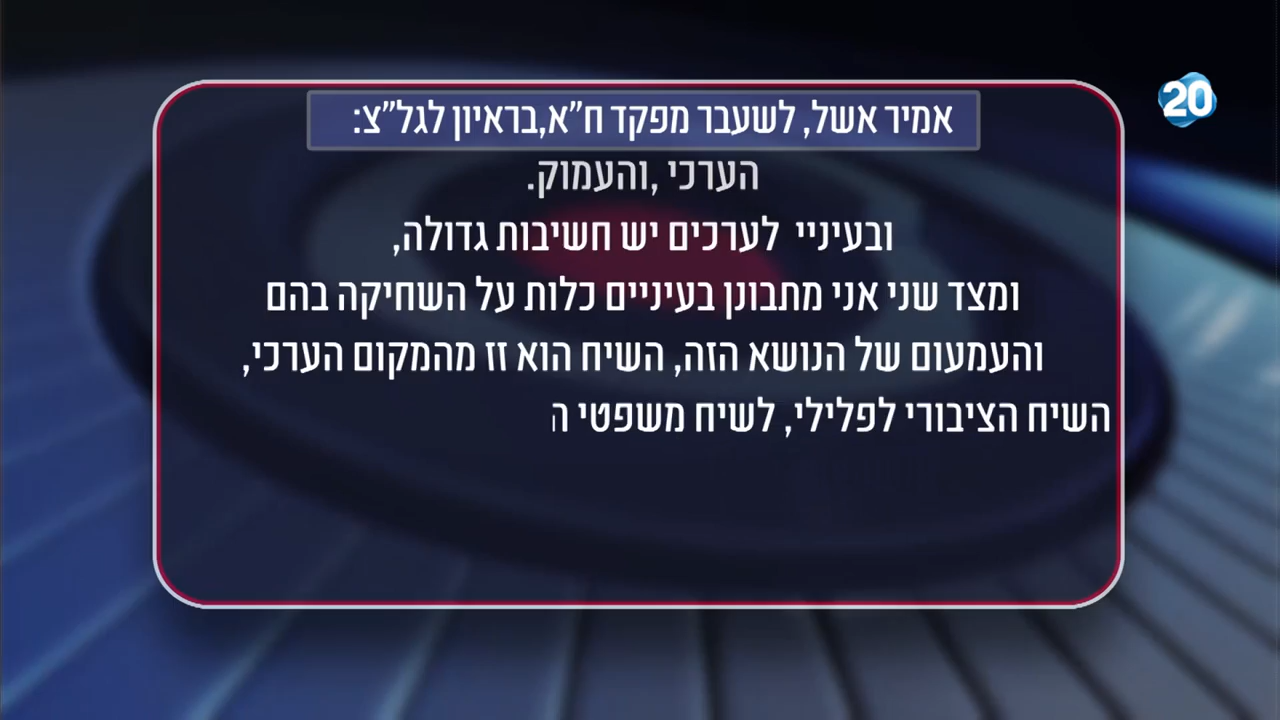 20
אמיר אשל, לשעבר מפקד ח"א,בראיון לגל"צ:
הערכי ,והעמוק.
ובעיניי לערכים יש חשיבות גדולה,
ומצד שני אני מתבונן בעיניים כלות על השחיקה בהם
והעמעום של הנושא הזה, השיח הוא זז מהמקום הערכי,
השיח הציבורי לפלילי, לשיח משפטי ה